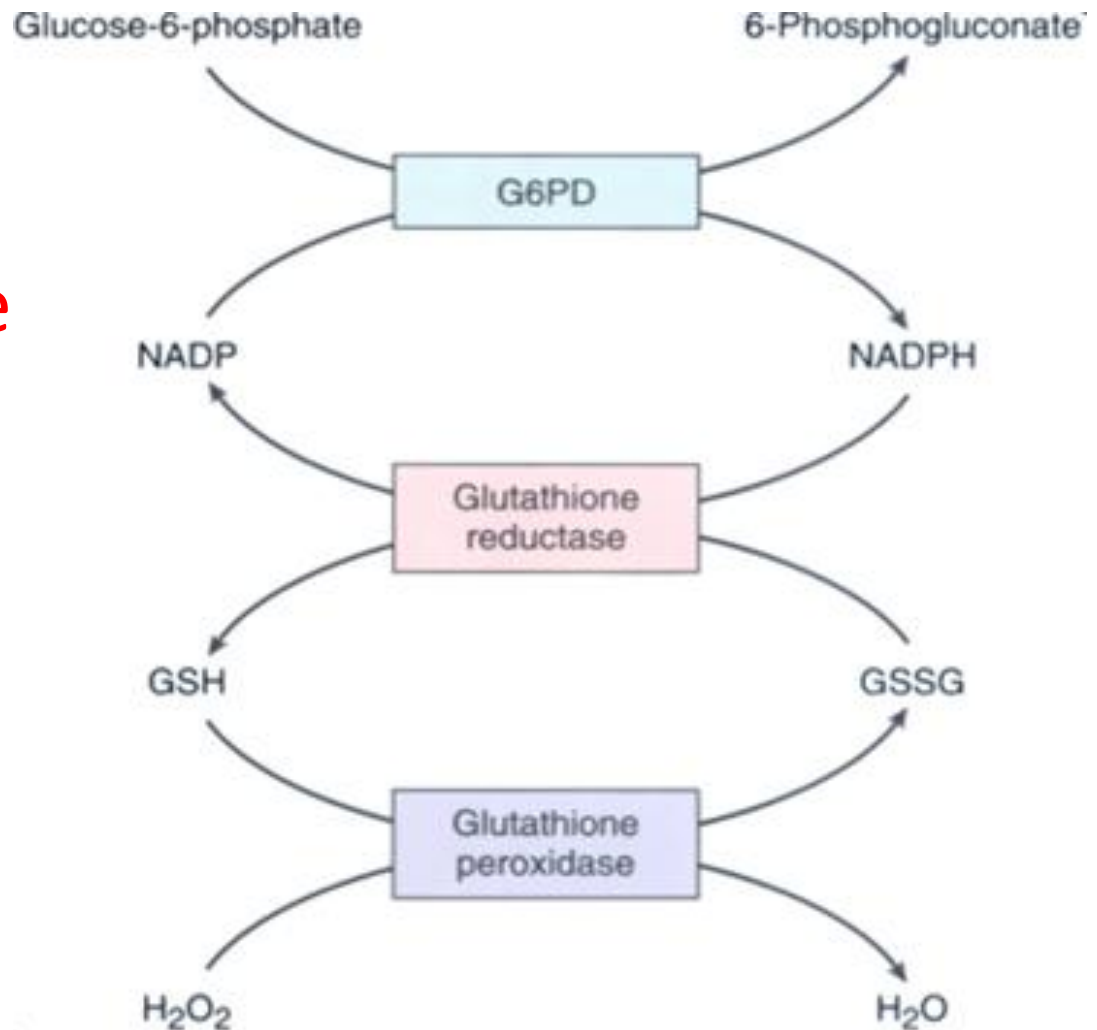 Glucose-6-phosphate
6-Phosphogluconate
G6PD
e
NADP
NADPH
Glutathione
reductase
GSH
GSSG
Glutathione
peroxidase
H₂O₂
H₂O